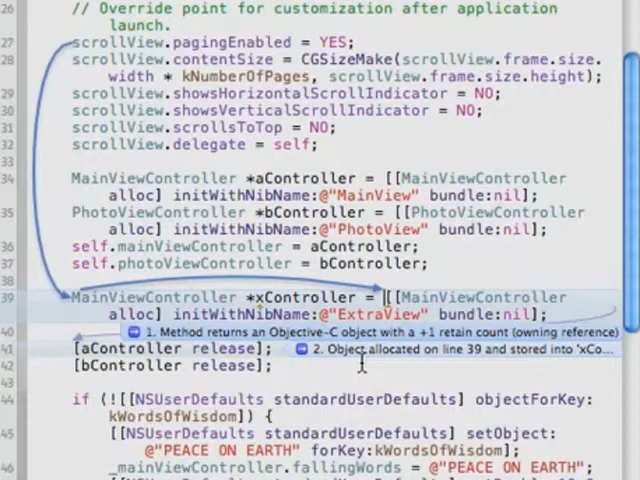 26 // Override point for customization after application
launch.
27 scrollView.pagingEnabled = YES;
28 scrollView.contentSize = CGSizeMake(scrollView.frame.size.
width * kNumberOfPages, scrollView.frame.size.height);
29 scrollView.showsHorizontalScrollIndicator = NO;
30 scrollView.showsVerticalScrollIndicator = NO;
31 scrollView.scrollsToTop = NO;
32 scrollView.delegate = self;
33
34 MainViewController *aController = [[MainViewController
alloc] initWithNibName:@"MainView" bundle:nil];
35 PhotoViewController *bController = [[PhotoViewController
alloc] initWithNibName:@"PhotoView" bundle:nil];
36 self.mainViewController = aController;
37 self.photoViewController = bController;
38
39 MainViewController *xController = [[MainViewController
alloc] initWithNibName:@"ExtraView" bundle:nil];
40 1. Method returns an Objective-C object with a +1 retain count (owning reference)
41 [aController release]; 2. Object allocated on line 39 and stored into 'xCo...
42 [bController release];
43
44 if (![[NSUserDefaults standardUserDefaults] objectForKey:
kWordsOfWisdom]) {
45 [[NSUserDefaults standardUserDefaults] setObject:
@"PEACE ON EARTH" forKey:kWordsOfWisdom];
46 _mainViewController.fallingWords = @"PEACE ON EARTH";